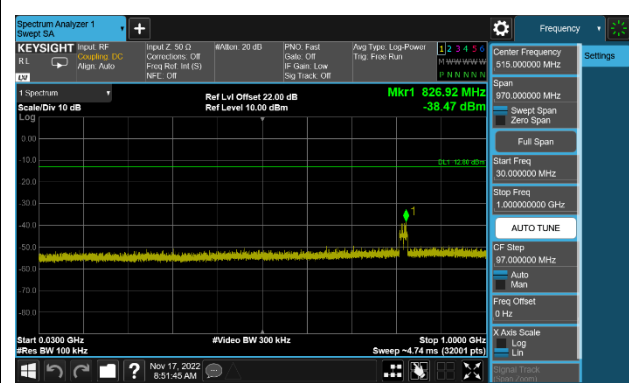 Spectrum Analyzer 1
Swept SA
Frequency
KEYSIGHT
Input: RF
Input Z: 50 Ω
#Atten: 20 dB
PNO: Fast
Avg Type: Log-Power
1 2 3 4 5 6
RL
Coupling: DC
Corrections: Off
Gate: Off
Trig: Free Run
M W W W W W
Align: Auto
Freq Ref: Int (S)
IF Gain: Low
NFE: Off
Sig Track: Off
P N N N N N
1 Spectrum
Ref Lvl Offset 22.00 dB
Mkr1 826.92 MHz
Scale/Div 10 dB
Ref Level 10.00 dBm
-38.47 dBm
Log
0.00
-10.0
-20.0
-30.0
-40.0
-50.0
-60.0
-70.0
-80.0
1
Start 0.0300 GHz
#Video BW 300 kHz
Stop 1.0000 GHz
#Res BW 100 kHz
Sweep ~4.74 ms (32001 pts)
Center Frequency
515.000000 MHz
Settings
Span
970.000000 MHz
Swept Span
Zero Span
Full Span
Start Freq
30.000000 MHz
Stop Freq
1.00000000 GHz
AUTO TUNE
CF Step
97.000000 MHz
Auto
Man
Freq Offset
0 Hz
X Axis Scale
Log
Lin
Signal Track
(Span Zoom)
?
Nov 17, 2022
8:51:45 AM